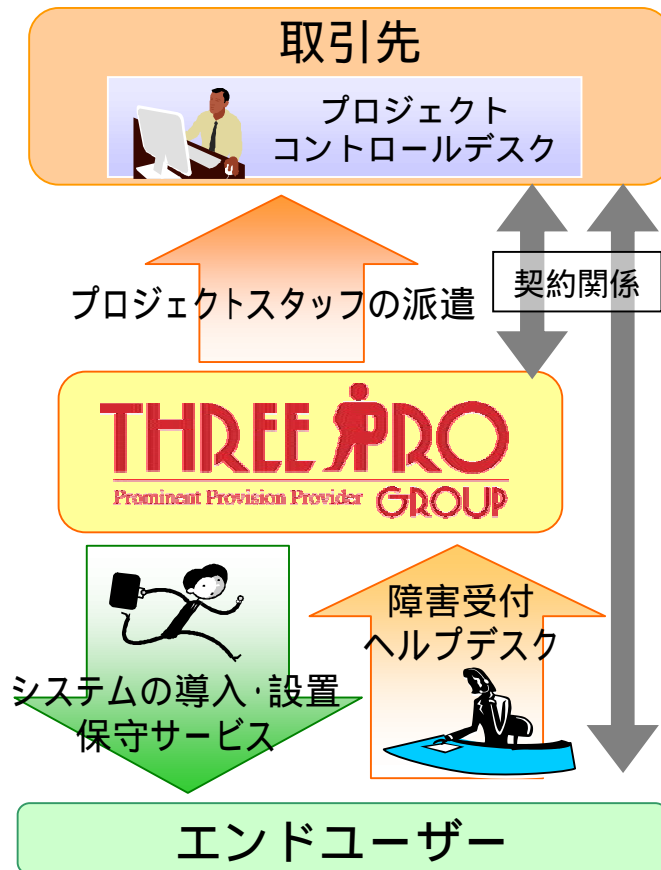 取引先
プロジェクト
コントロールデスク
プロジェクトスタッフの派遣
契約関係
THREE PRO
Prominent Provision Provider GROUP
障害受付
ヘルプデスク
システムの導入・設置
保守サービス
エンドユーザー